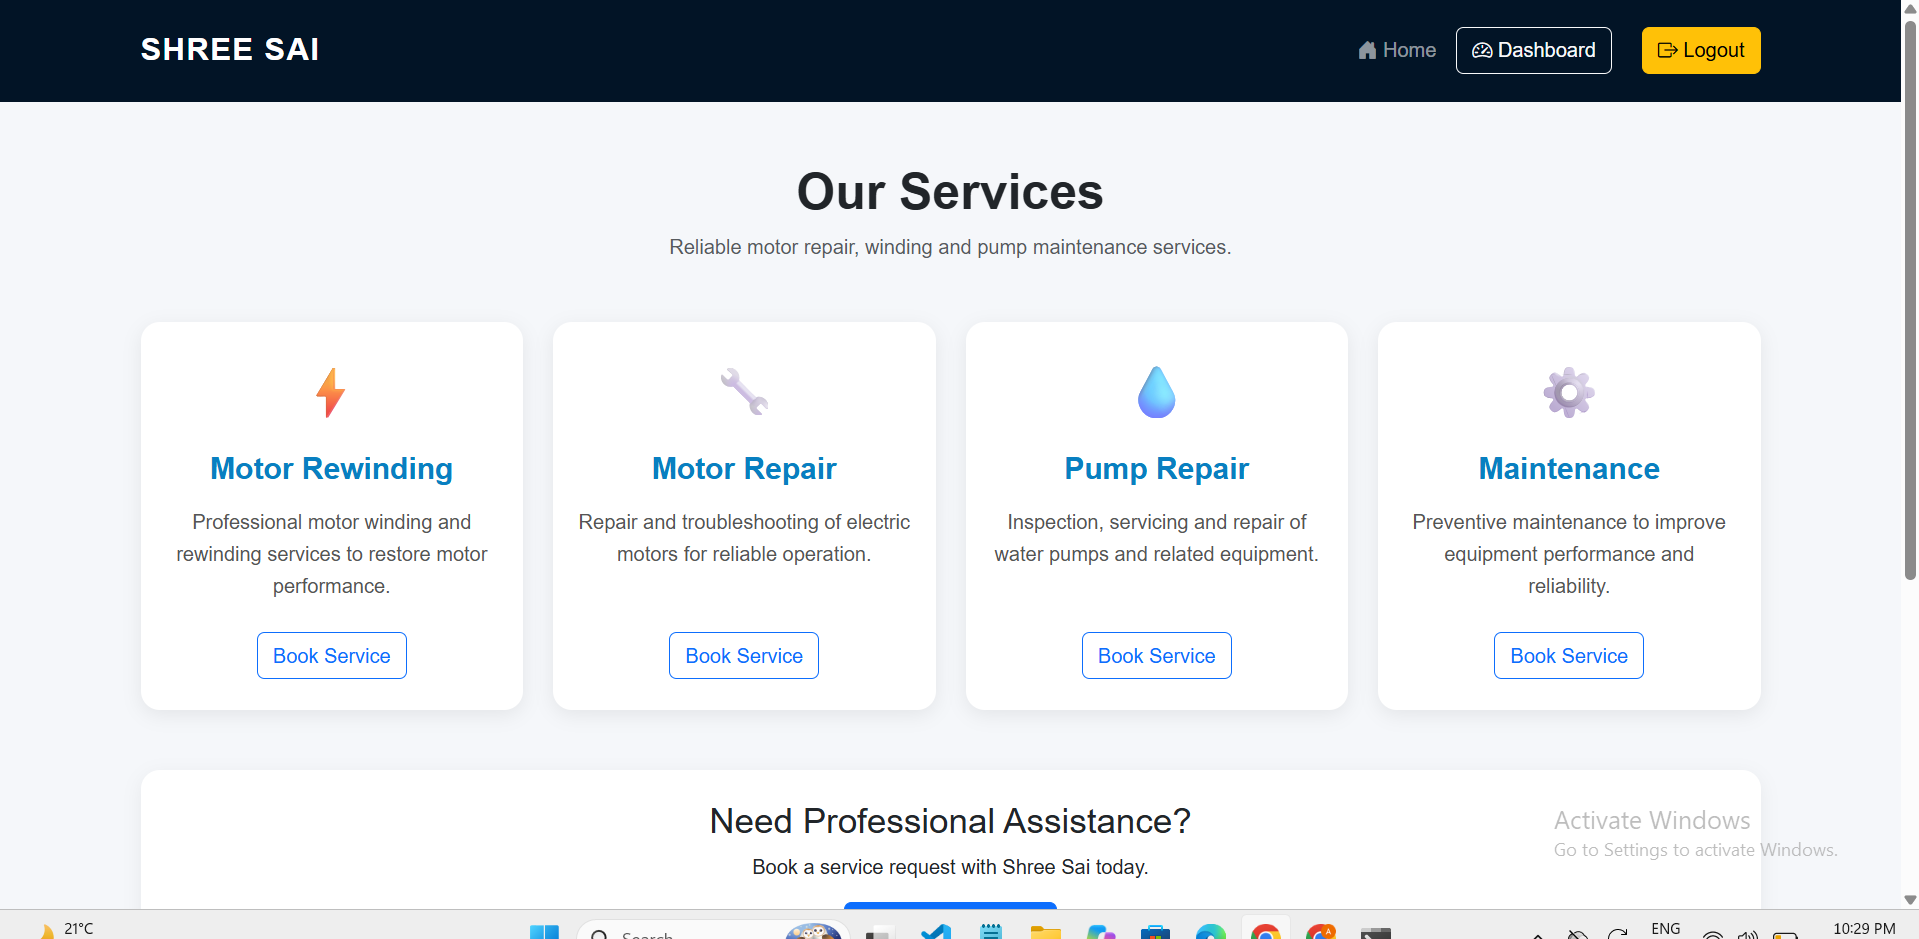 SHREE SAI
Home
Dashboard
Logout
Our Services
Reliable motor repair, winding and pump maintenance services.
Motor Rewinding
Professional motor winding and
rewinding services to restore motor
performance.
Book Service
Motor Repair
Repair and troubleshooting of electric
motors for reliable operation.
Book Service
Pump Repair
Inspection, servicing and repair of
water pumps and related equipment.
Book Service
Maintenance
Preventive maintenance to improve
equipment performance and
reliability.
Book Service
Need Professional Assistance?
Book a service request with Shree Sai today.
Activate Windows
Go to Settings to activate Windows.
21°C
Search
A
ENG
10:29 PM